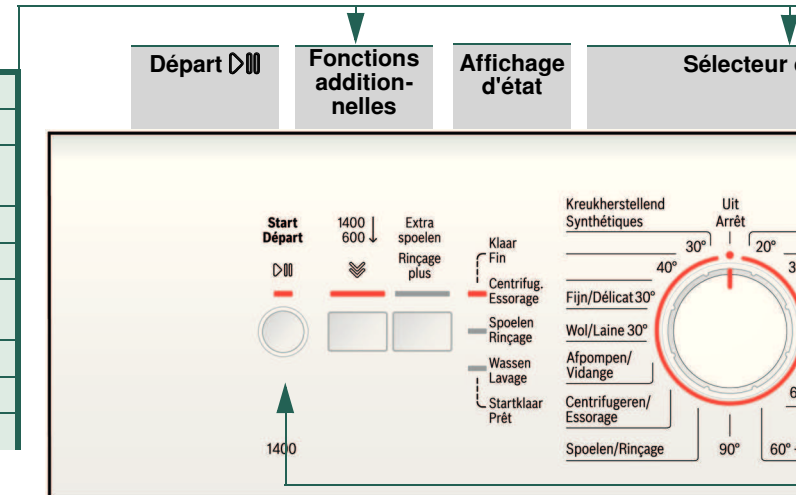 Départ
Fonctions
addition-
nelles
Affichage
d'état
Sélecteur
Start
Départ
1400
600
Extra
spoelen
Rinçage
plus
Klaar
Fin
Centrifug.
Essorage
Spoelen
Rinçage
Wassen
Lavage
Startklaar
Prêt
Kreukherstellend
Synthétiques
30°
40°
Fijn/Délicat 30°
Wol/Laine 30°
Afpompen/
Vidange
Centrifugeren/
Essorage
Spoelen/Rinçage
Uit
Arrêt
20°
90°
60°
1400